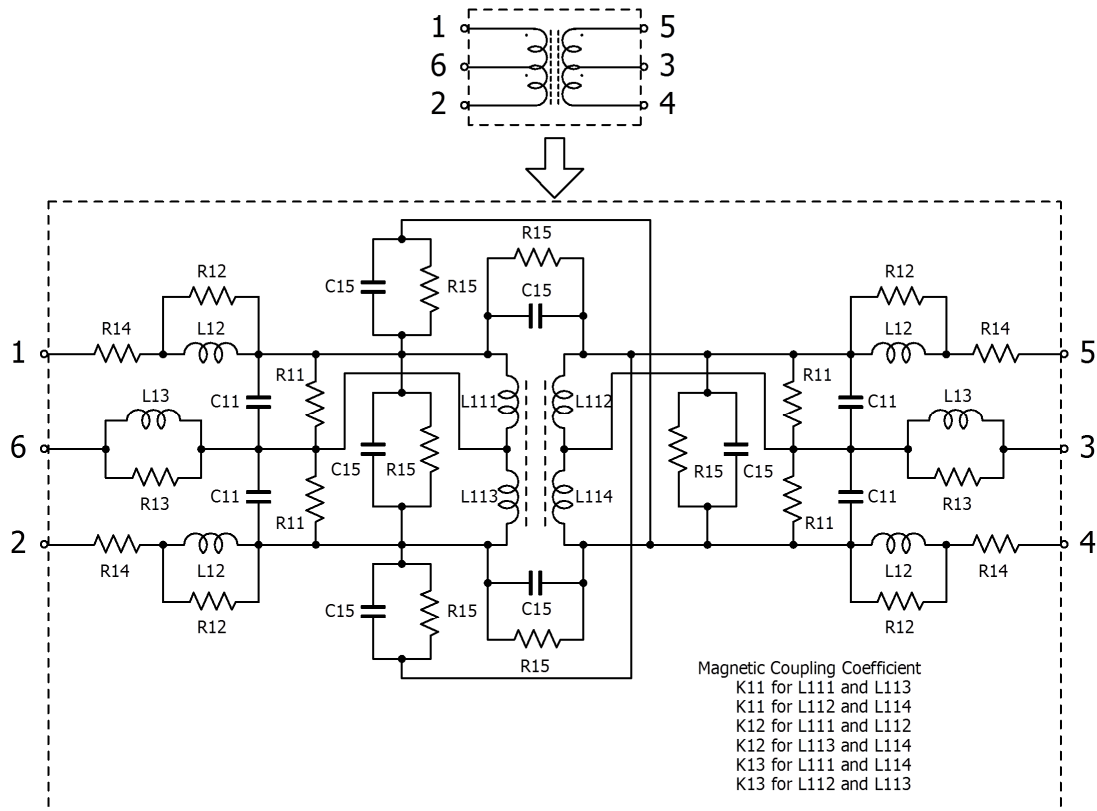 1
5
6
3
2
4
R15
R12
R12
C15
R15
C15
R14
L12
L12
R14
1
5
R11
R11
L13
C11
L111
L112
C11
L13
6
3
C15
R15
R15
C15
R13
C11
R11
L113
L114
R11
C11
R13
2
4
R14
L12
L12
R14
C15
R15
C15
R12
R12
R15
Magnetic Coupling Coefficient
K11 for L111 and L113
K11 for L112 and L114
K12 for L111 and L112
K12 for L113 and L114
K13 for L111 and L114
K13 for L112 and L113